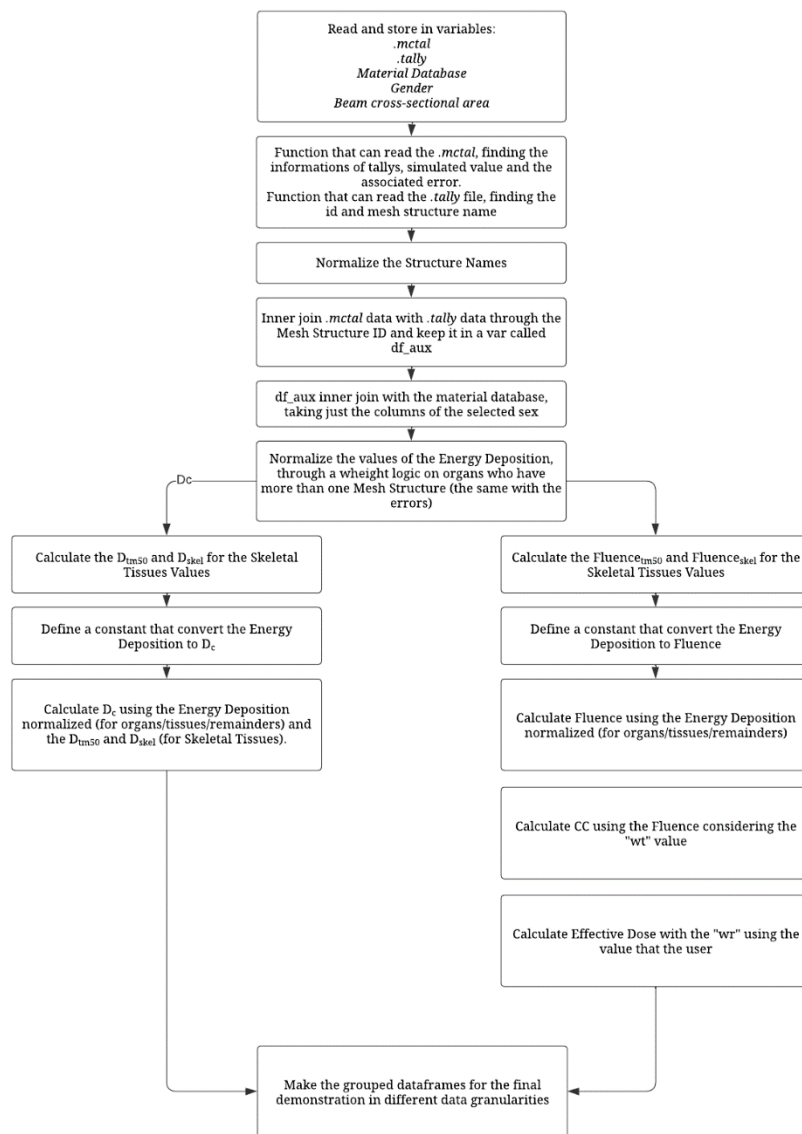 Read and store in variables:
.mctal
.tally
Material Database
Gender
Beam cross-sectional area
Function that can read the .mctal, finding the
informations of tallys, simulated value and the
associated error.
Function that can read the .tally file, finding the
id and mesh structure name
Normalize the Structure Names
Inner join .mctal data with .tally data through the
Mesh Structure ID and keep it in a var called
df_aux
df_aux inner join with the material database,
taking just the columns of the selected sex
Normalize the values of the Energy Deposition,
through a wheight logic on organs who have
more than one Mesh Structure (the same with the
errors)
Dc
Calculate the Dtm50 and Dskel for the Skeletal
Tissues Values
Define a constant that convert the Energy
Deposition to Dc
Calculate Dc using the Energy Deposition
normalized (for organs/tissues/remainders) and
the Dtm50 and Dskel (for Skeletal Tissues).
Calculate the Fluencetm50 and Fluenceskel for the
Skeletal Tissues Values
Define a constant that convert the Energy
Deposition to Fluence
Calculate Fluence using the Energy Deposition
normalized (for organs/tissues/remainders)
Calculate CC using the Fluence considering the
"wt" value
Calculate Effective Dose with the "wr" using the
value that the user
Make the grouped dataframes for the final
demonstration in different data granularities